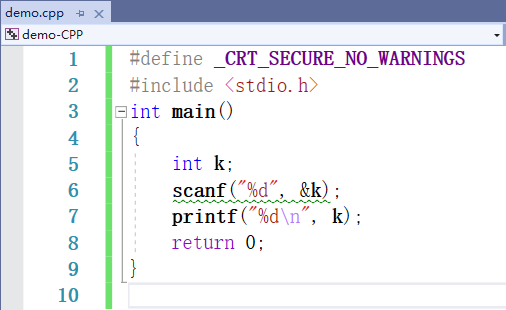 demo.cpp
demo-CPP
1 #define _CRT_SECURE_NO_WARNINGS
2 #include <stdio.h>
3 int main()
4 {
5 int k;
6 scanf("%d", &k);
7 printf("%d\n", k);
8 return 0;
9 }
10